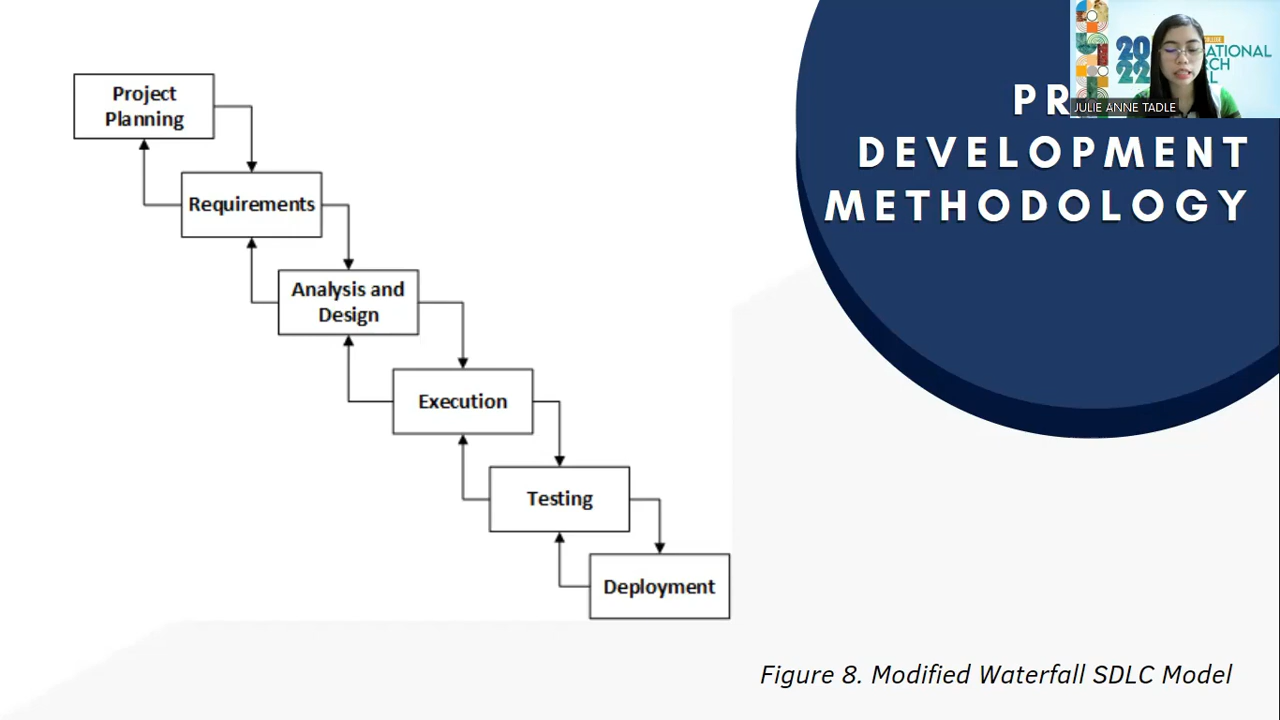 Project
Planning
Requirements
Analysis and
Design
Execution
Testing
Deployment
DEVELOPMENT
METHODOLOGY
Figure 8. Modified Waterfall SDLC Model
2022
JULIE ANNE TADLE